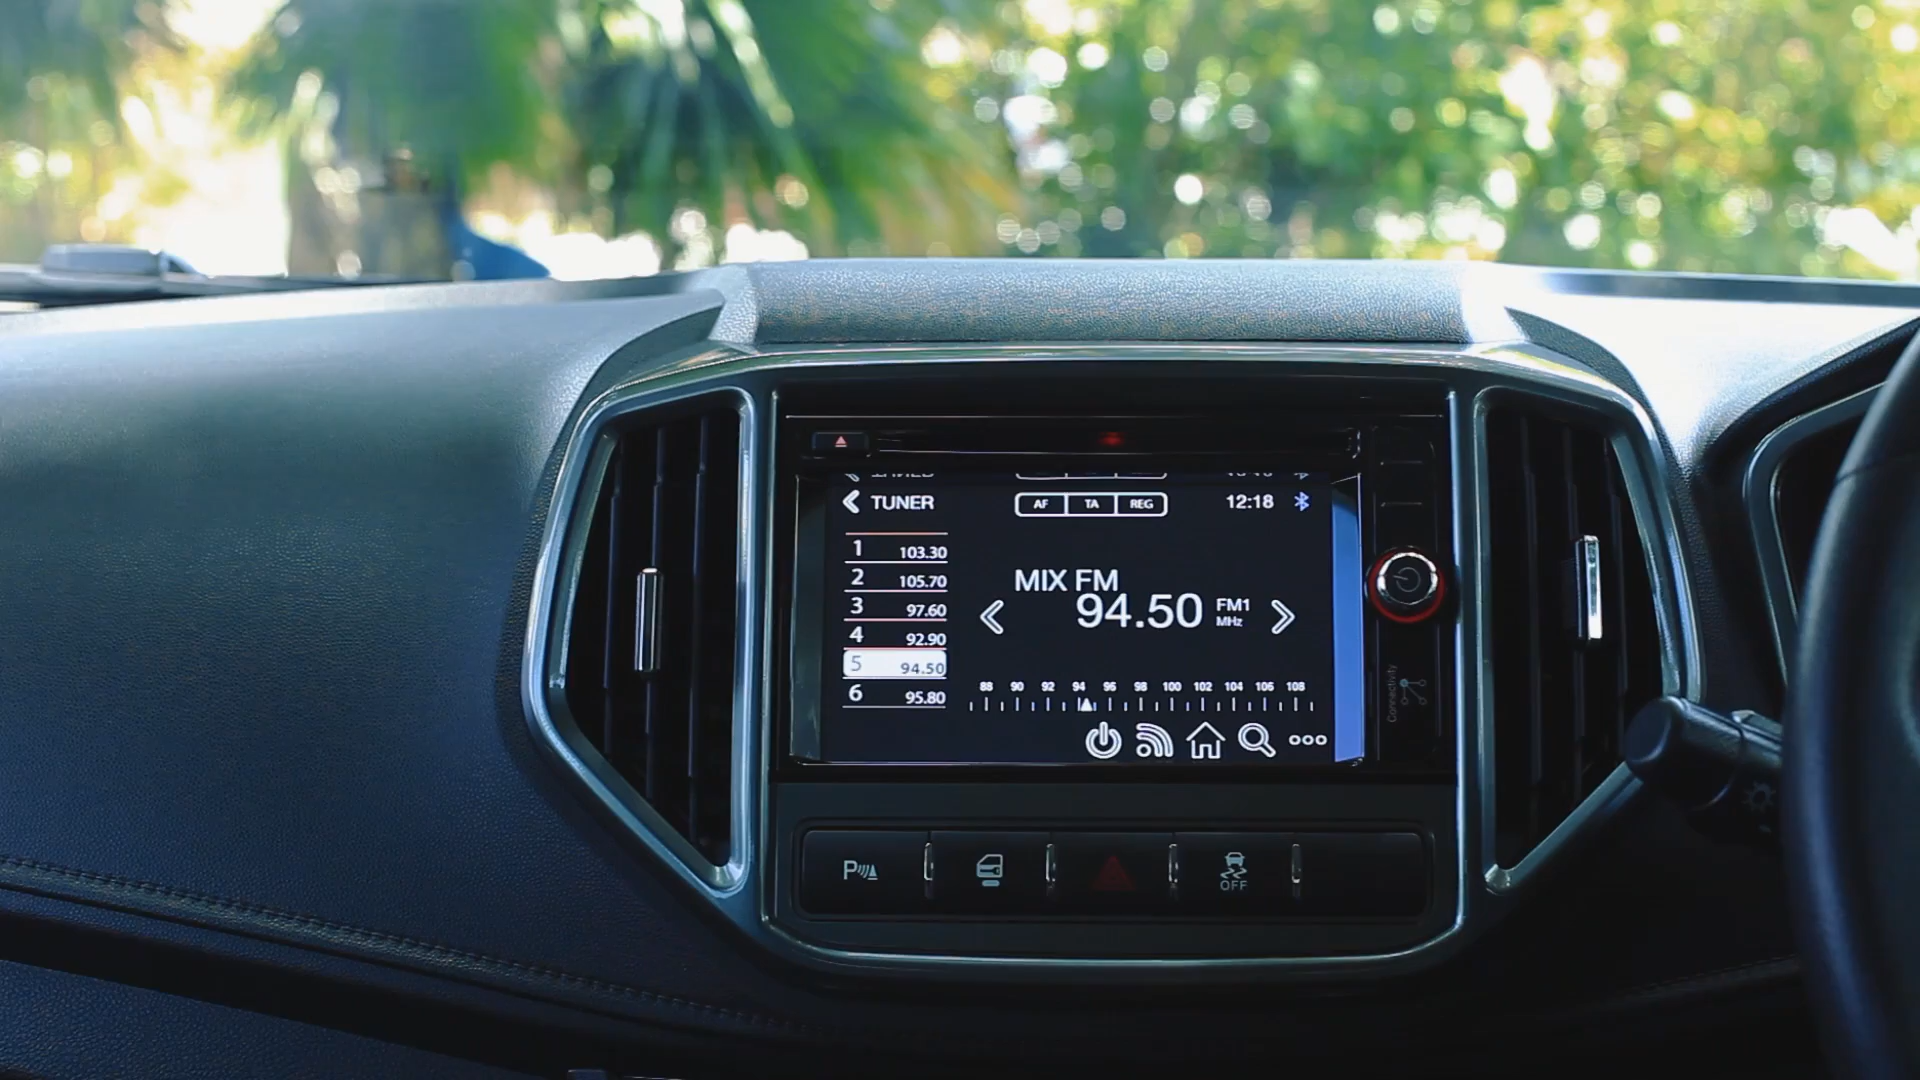 TUNER
AF TA REG
12:18
1 103.30
2 105.70
3 97.60
4 92.90
5 94.50
6 95.80
MIX FM
94.50 FM1
MHz
88 90 92 94 96 98 100 102 104 106 108
Connectivity
P
OFF